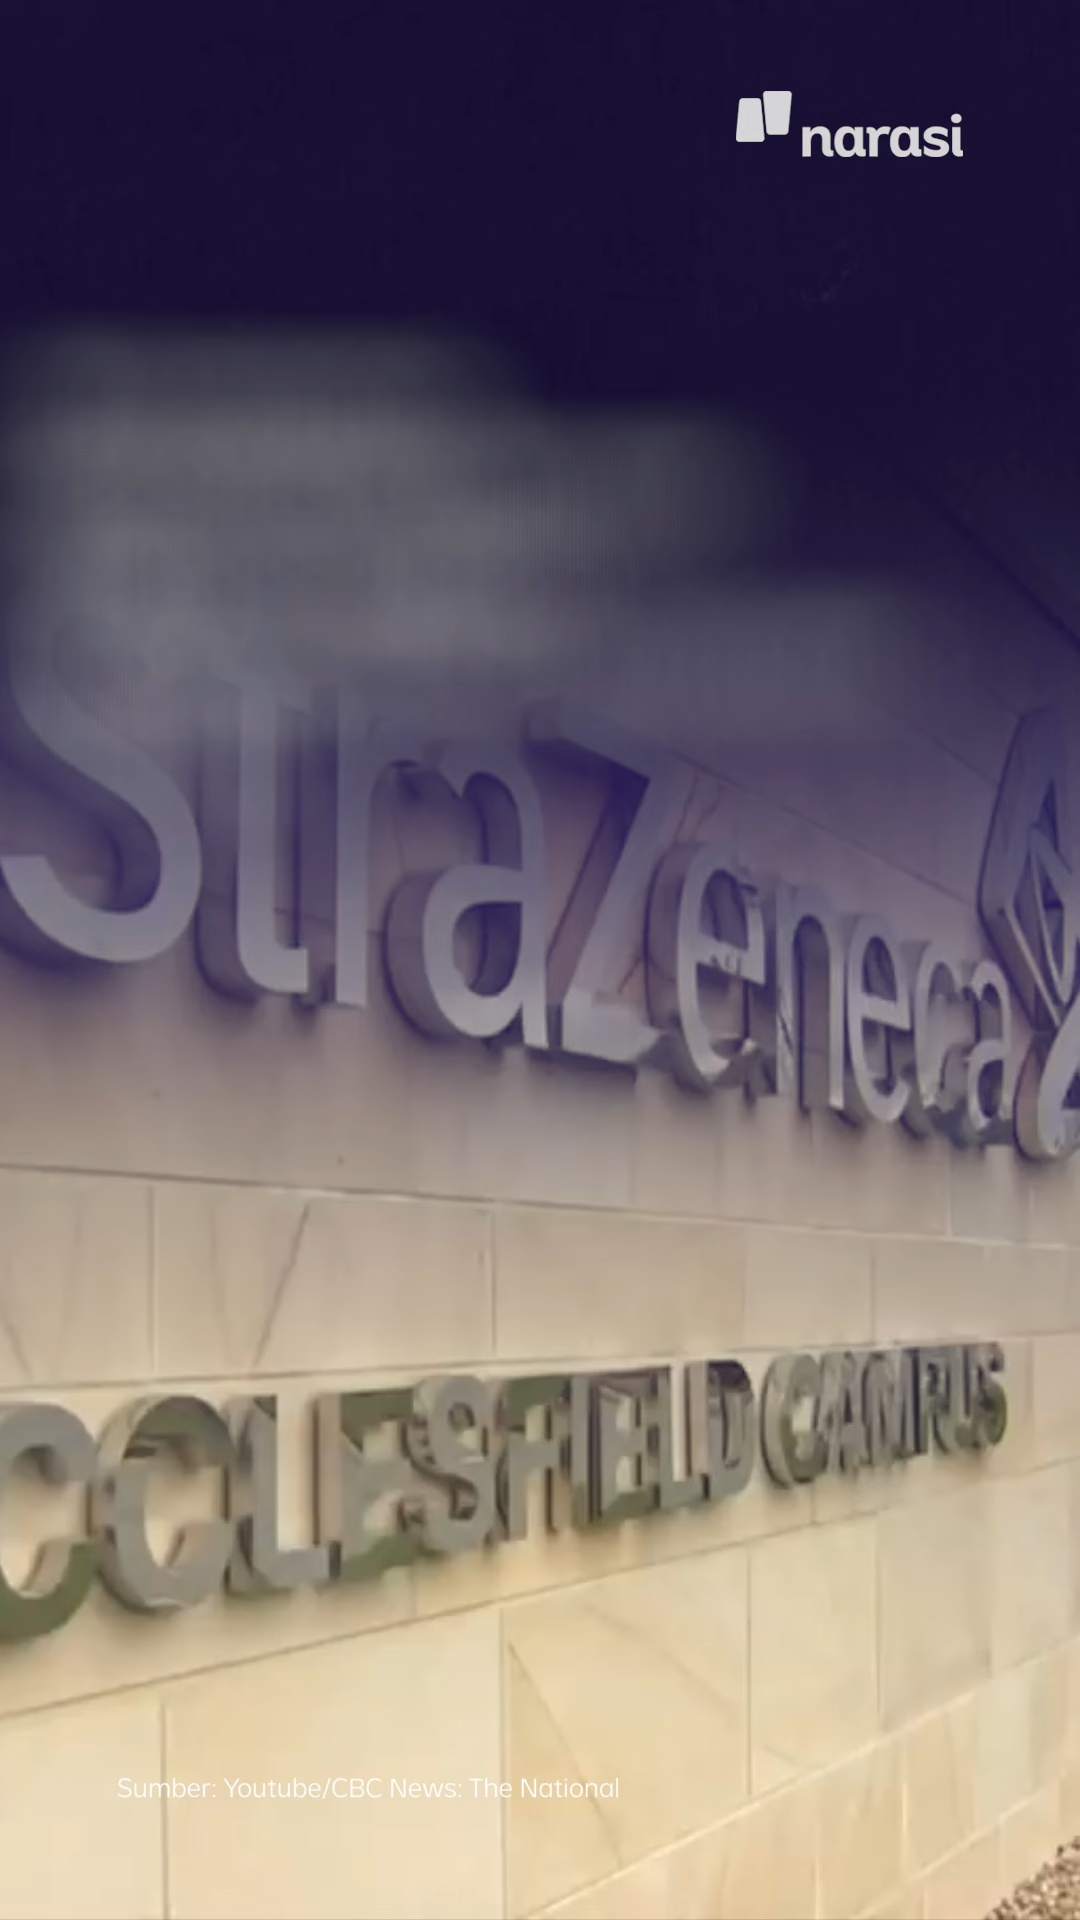 narasi
straZeneca
CCLESFIELD CAMPUS
Sumber: Youtube/CBC News: The National